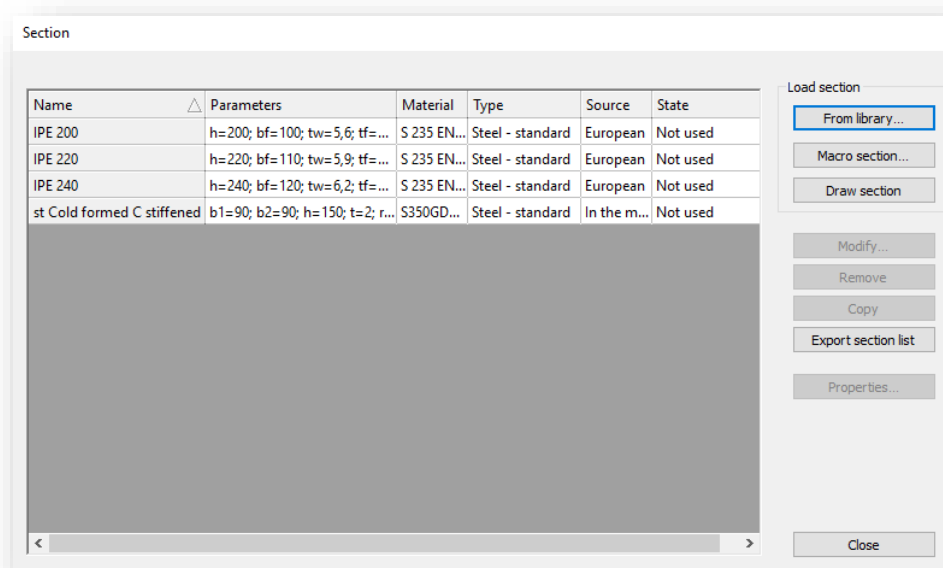 Section
Load section
Name Parameters Material Type Source State
From library...
IPE 200 h=200; bf=100; tw=5,6; tf=... S 235 EN... Steel - standard European Not used
Macro section...
IPE 220 h=220; bf=110; tw=5,9; tf=... S 235 EN... Steel - standard European Not used
IPE 240 h=240; bf=120; tw=6,2; tf=... S 235 EN... Steel - standard European Not used
Draw section
st Cold formed C stiffened b1=90; b2=90; h=150; t=2; r... S350GD... Steel - standard In the m... Not used
Modify...
Remove
Copy
Export section list
Properties...
Close